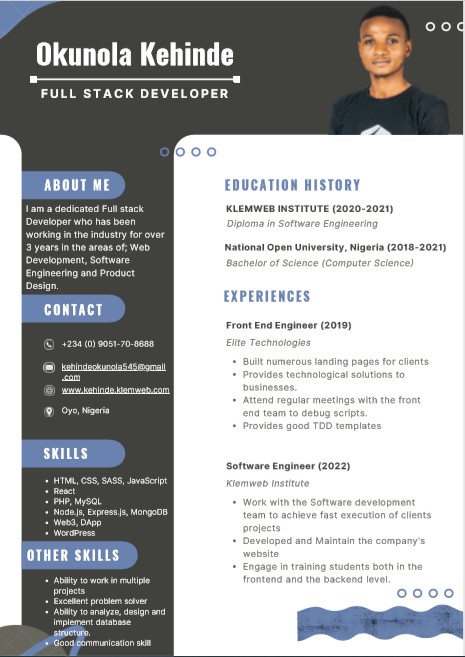 Okunola Kehinde
FULL STACK DEVELOPER
ABOUT ME
I am a dedicated Full stack
Developer who has been
working in the industry for over
3 years in the areas of; Web
Development, Software
Engineering and Product
Design.
CONTACT
+234 (0) 9051-70-8688
kehindeokunola545@gmail
.com
www.kehinde.klemweb.com
Oyo, Nigeria
SKILLS
• HTML, CSS, SASS, JavaScript
• React
• PHP, MySQL
• Node.js, Express.js, MongoDB
• Web3, DApp
• WordPress
OTHER SKILLS
• Ability to work in multiple
projects
• Excellent problem solver
• Ability to analyze, design and
implement database
structure.
• Good communication skill
EDUCATION HISTORY
KLEMWEB INSTITUTE (2020-2021)
Diploma in Software Engineering
National Open University, Nigeria (2018-2021)
Bachelor of Science (Computer Science)
EXPERIENCES
Front End Engineer (2019)
Elite Technologies
• Built numerous landing pages for clients
• Provides technological solutions to
businesses.
• Attend regular meetings with the front
end team to debug scripts.
• Provides good TDD templates
Software Engineer (2022)
Klemweb Institute
• Work with the Software development
team to achieve fast execution of clients
projects
• Developed and Maintain the company's
website
• Engage in training students both in the
frontend and the backend level.